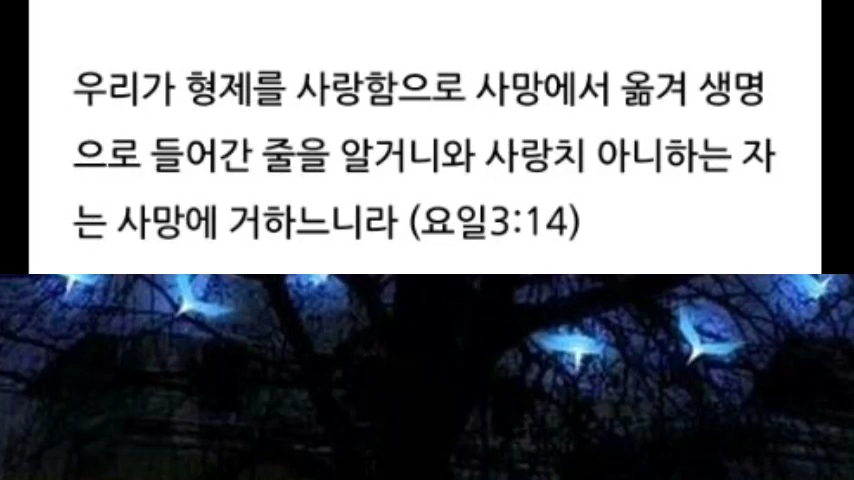 우리가 형제를 사랑함으로 사망에서 옮겨 생명
으로 들어간 줄을 알거니와 사랑치 아니하는 자
는 사망에 거하느니라 (요일3:14)